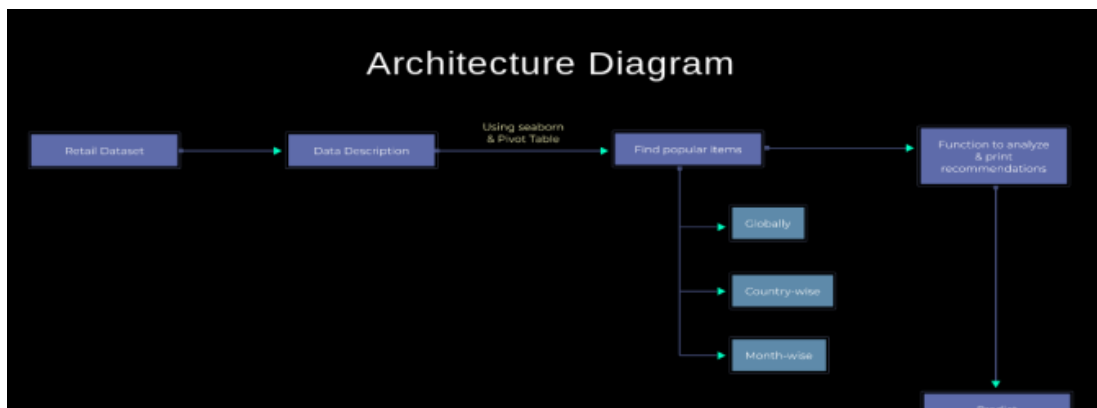 Architecture Diagram
Using seaborn
& Pivot Table
Retail Dataset
Data Description
Find popular items
Function to analyze
& print
recommendations
Globally
Country-wise
Month-wise